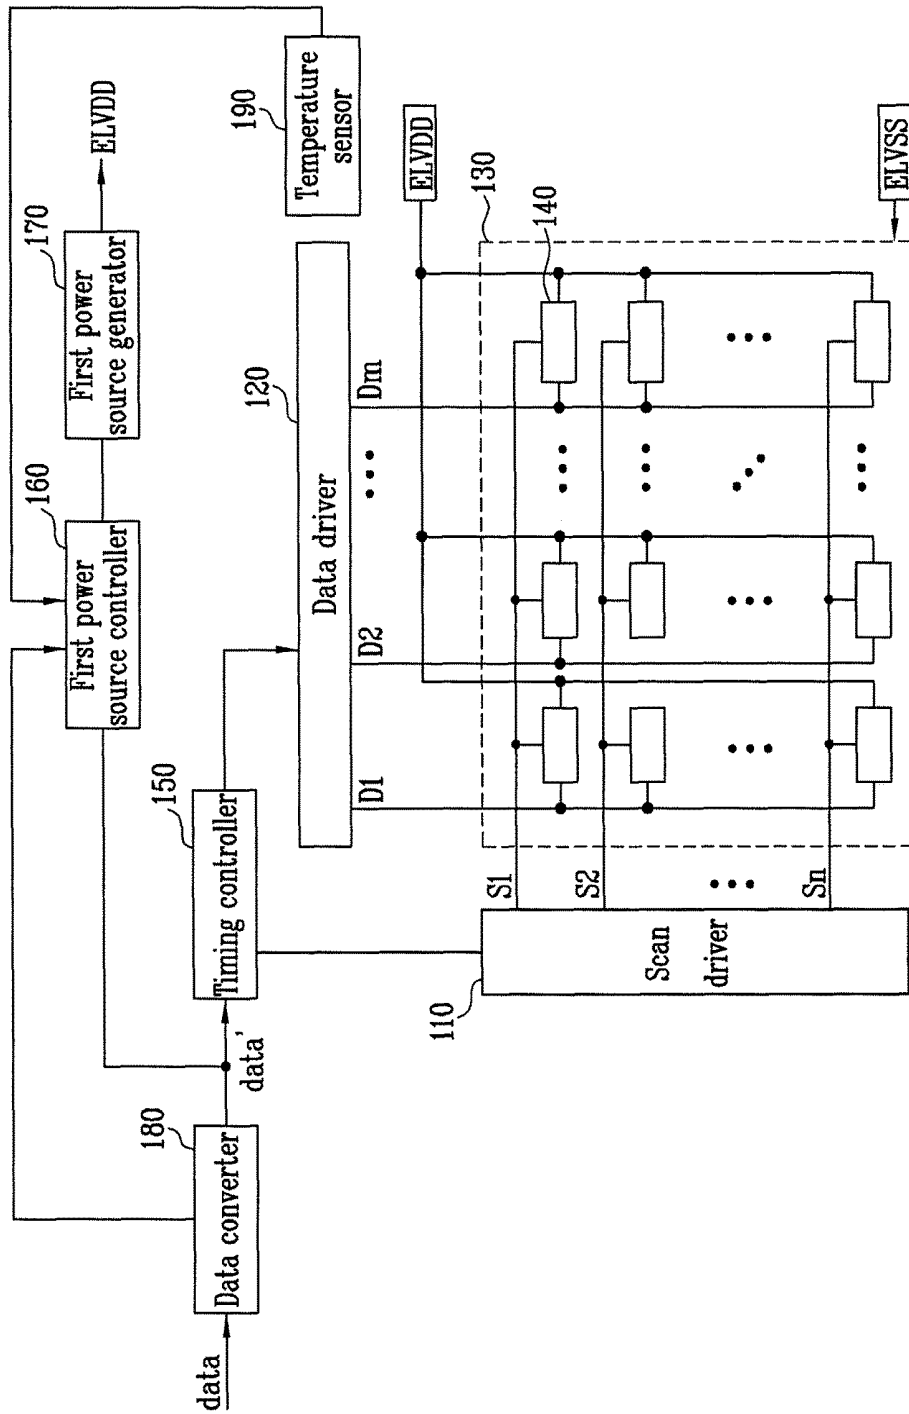 data
Data converter
180
data'
Timing controller
150
First power
source controller
160
First power
source generator
170
ELVDD
Temperature
sensor
190
Data driver
120
D1
D2
Dm
ELVDD
130
140
ELVSS
Scan
driver
110
S1
S2
Sn